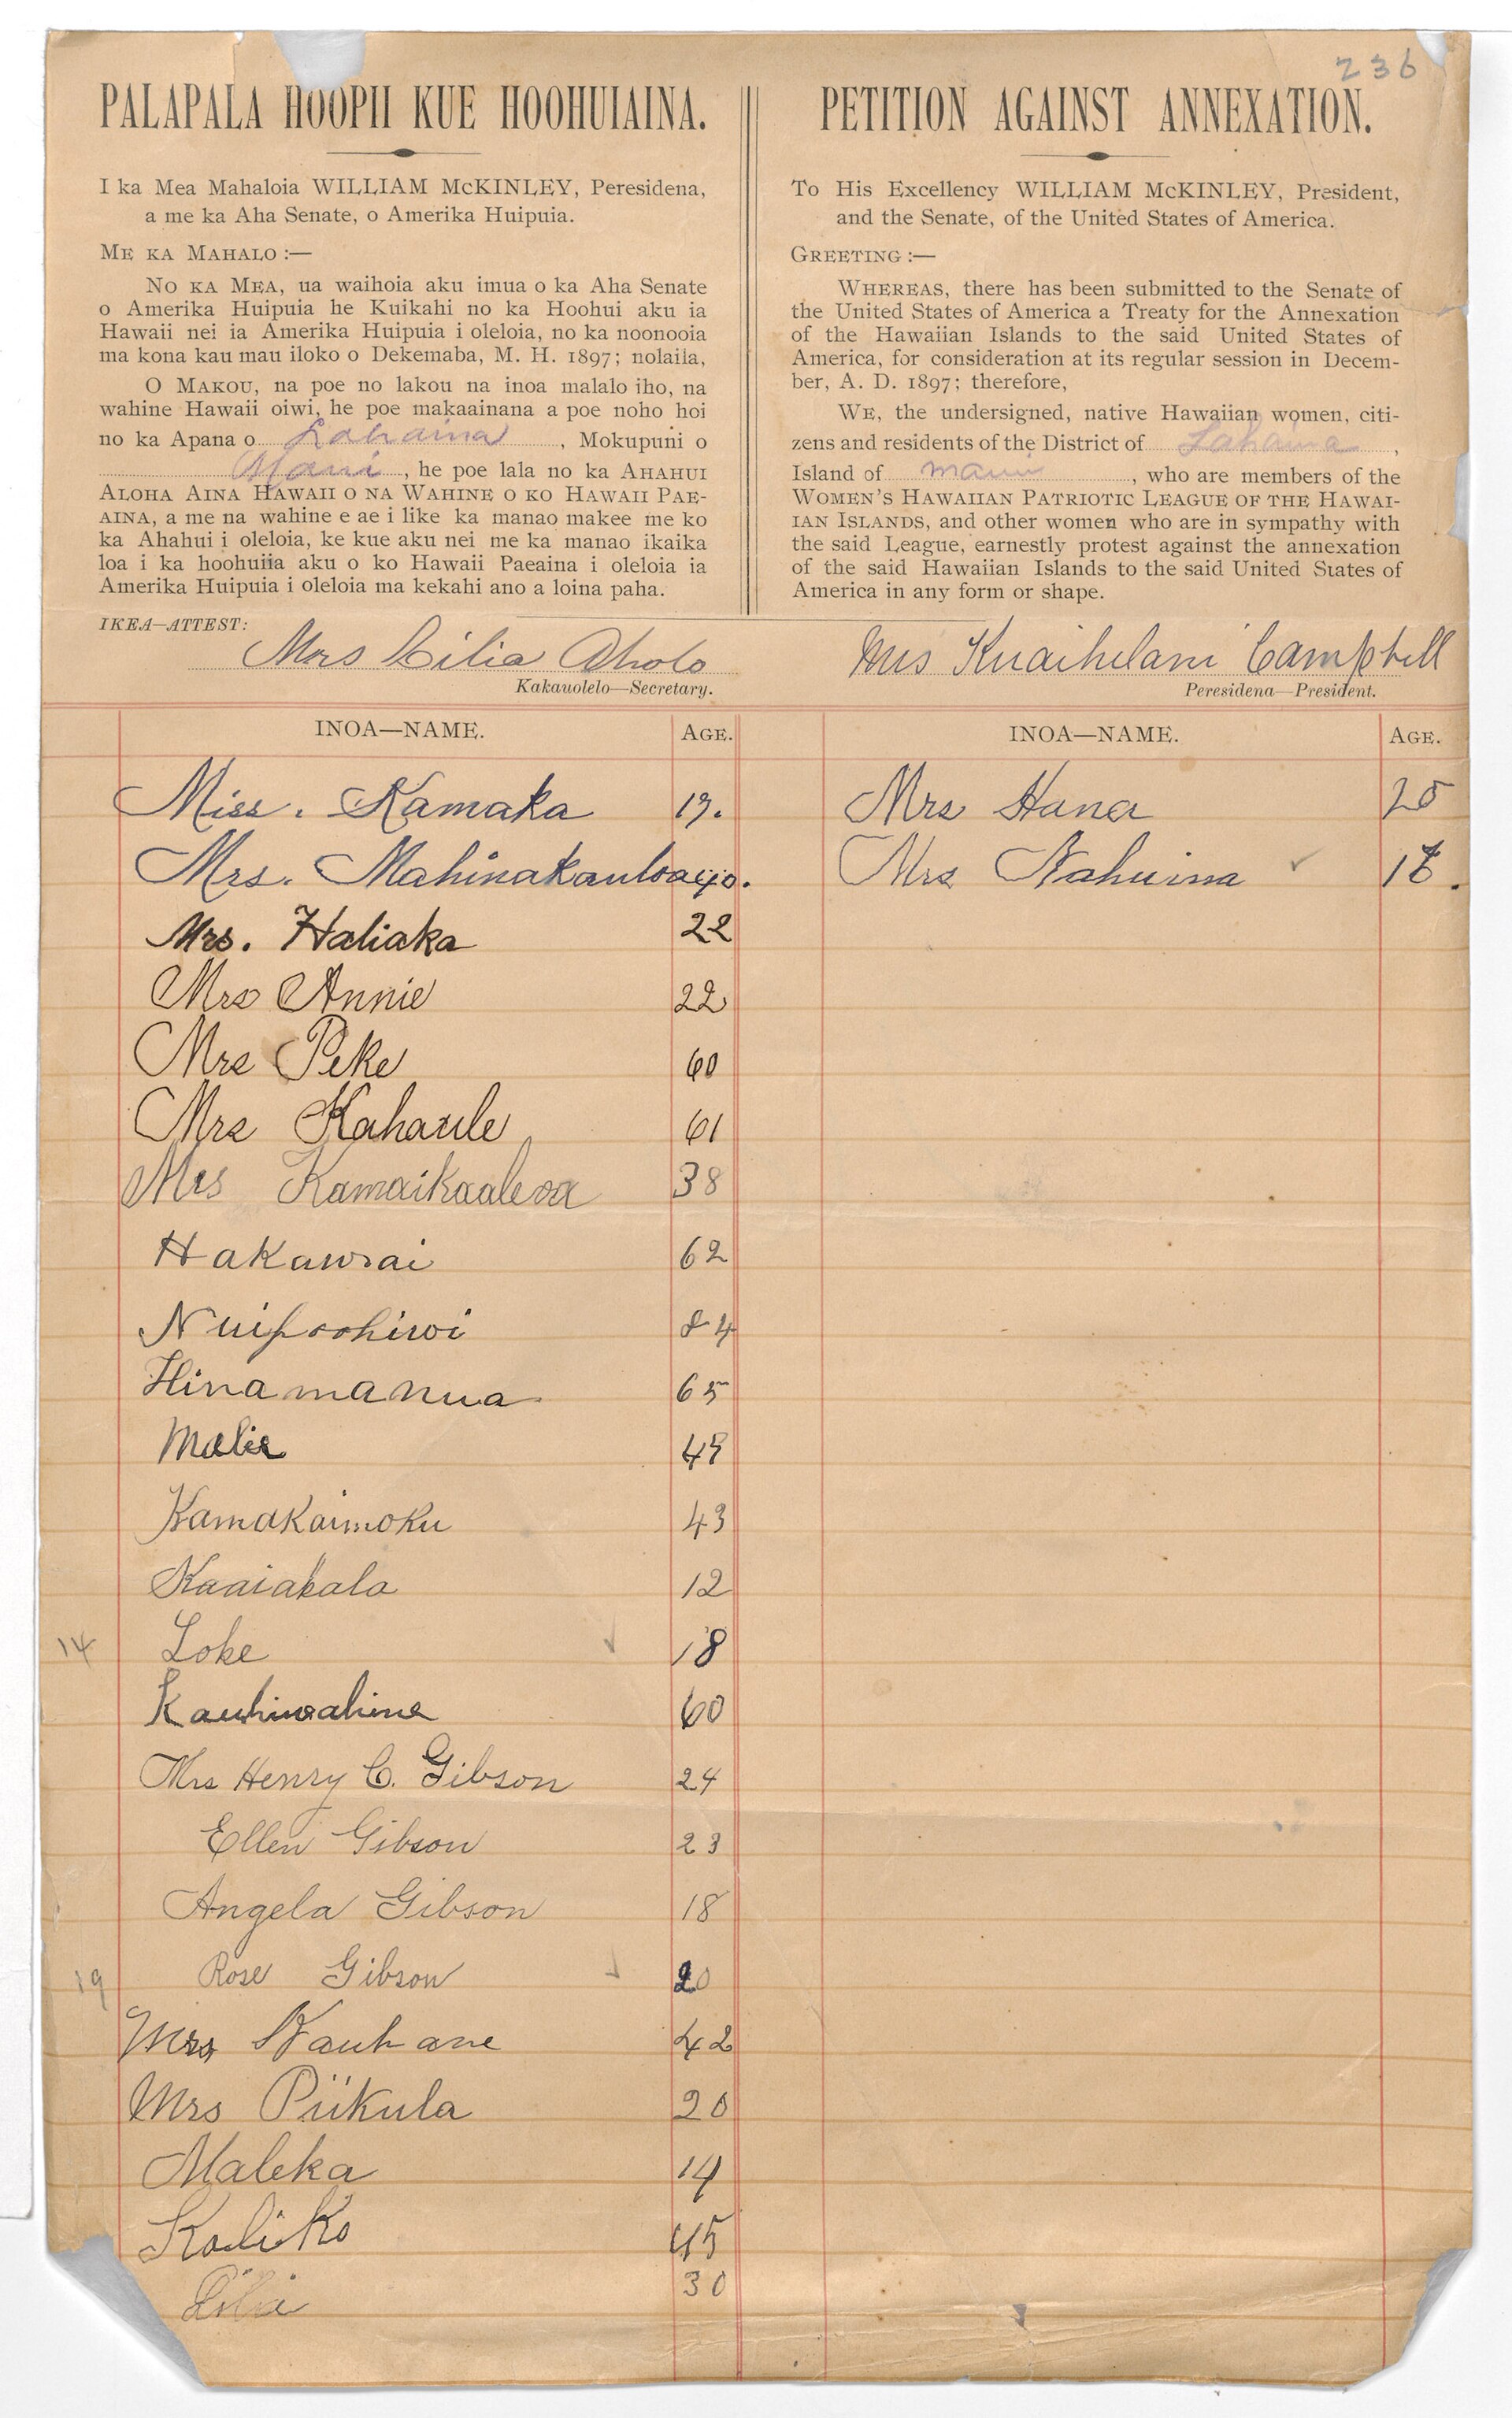 236
PALAPALA HOOPII KUE HOOHUIAINA.
I ka Mea Mahaloia WILLIAM McKINLEY, Peresidena,
a me ka Aha Senate, o Amerika Huipuia.
ME KA MAHALO :—
NO KA MEA, ua waihoia aku imua o ka Aha Senate
o Amerika Huipuia he Kuikahi no ka Hoohui aku ia
Hawaii nei ia Amerika Huipuia i oleloia, no ka noonooia
ma kona kau mau iloko o Dekemaba, M. H. 1897; nolaila,
O MAKOU, na poe no lakou na inoa malalo iho, na
wahine Hawaii oiwi, he poe makaainana a poe noho hoi
no ka Apana o Lahaina, Mokupuni o
Maui, he poe lala no ka AHAHUI
ALOHA AINA HAWAII O NA WAHINE O KO HAWAII PAE-
AINA, a me na wahine e ae i like ka manao makee me ko
ka Ahahui i oleloia, ke kue aku nei me ka manao ikaika
loa i ka hoohuiia aku o ko Hawaii Paeaina i oleloia ia
Amerika Huipuia i oleloia ma kekahi ano a loina paha.
PETITION AGAINST ANNEXATION.
To His Excellency WILLIAM McKINLEY, President,
and the Senate, of the United States of America.
GREETING :—
WHEREAS, there has been submitted to the Senate of
the United States of America a Treaty for the Annexation
of the Hawaiian Islands to the said United States of
America, for consideration at its regular session in Decem-
ber, A. D. 1897; therefore,
WE, the undersigned, native Hawaiian women, citi-
zens and residents of the District of Lahaina,
Island of Maui, who are members of the
WOMEN'S HAWAIIAN PATRIOTIC LEAGUE OF THE HAWAI-
IAN ISLANDS, and other women who are in sympathy with
the said League, earnestly protest against the annexation
of the said Hawaiian Islands to the said United States of
America in any form or shape.
IKEA—ATTEST:
Mrs Lilia Aholo
Kakauolelo—Secretary.
Mrs Kuaihelani Campbell
Peresidena—President.
INOA—NAME. AGE.
Miss. Kamaka 19.
Mrs. Mahinakauloa 40.
Mrs. Haliaka 22
Mrs Annie 22
Mrs Peke 60
Mrs Kahaule 61
Mrs Kamaikaaloa 38
Hakawai 62
Nuipoohiwi 84
Hinamanua 65
Malie 45
Kamakaimoku 43
Kaaiakala 12
14 Loke 18
Kauhiwahine 60
Mrs Henry C. Gibson 24
Ellen Gibson 23
Angela Gibson 18
19 Rose Gibson 20
Mrs Kauhane 42
Mrs Piikula 20
Maleka 14
Kaliko 45
Lilia 30
INOA—NAME. AGE.
Mrs Hana 25
Mrs Nahuina 18.